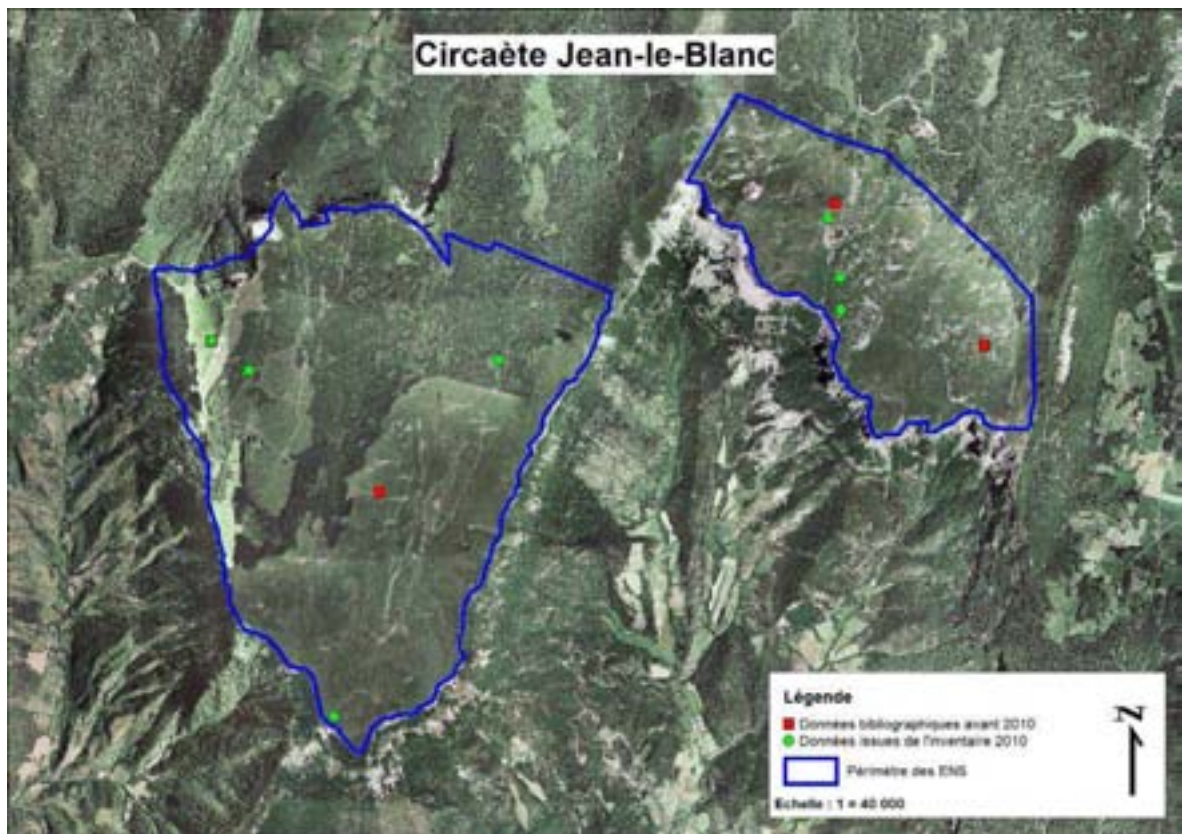 Circaète Jean-le-Blanc
Légende
Données bibliographiques avant 2010
Données issues de l'inventaire 2010
Périmètre des ENS
Echelle : 1 = 40 000
N